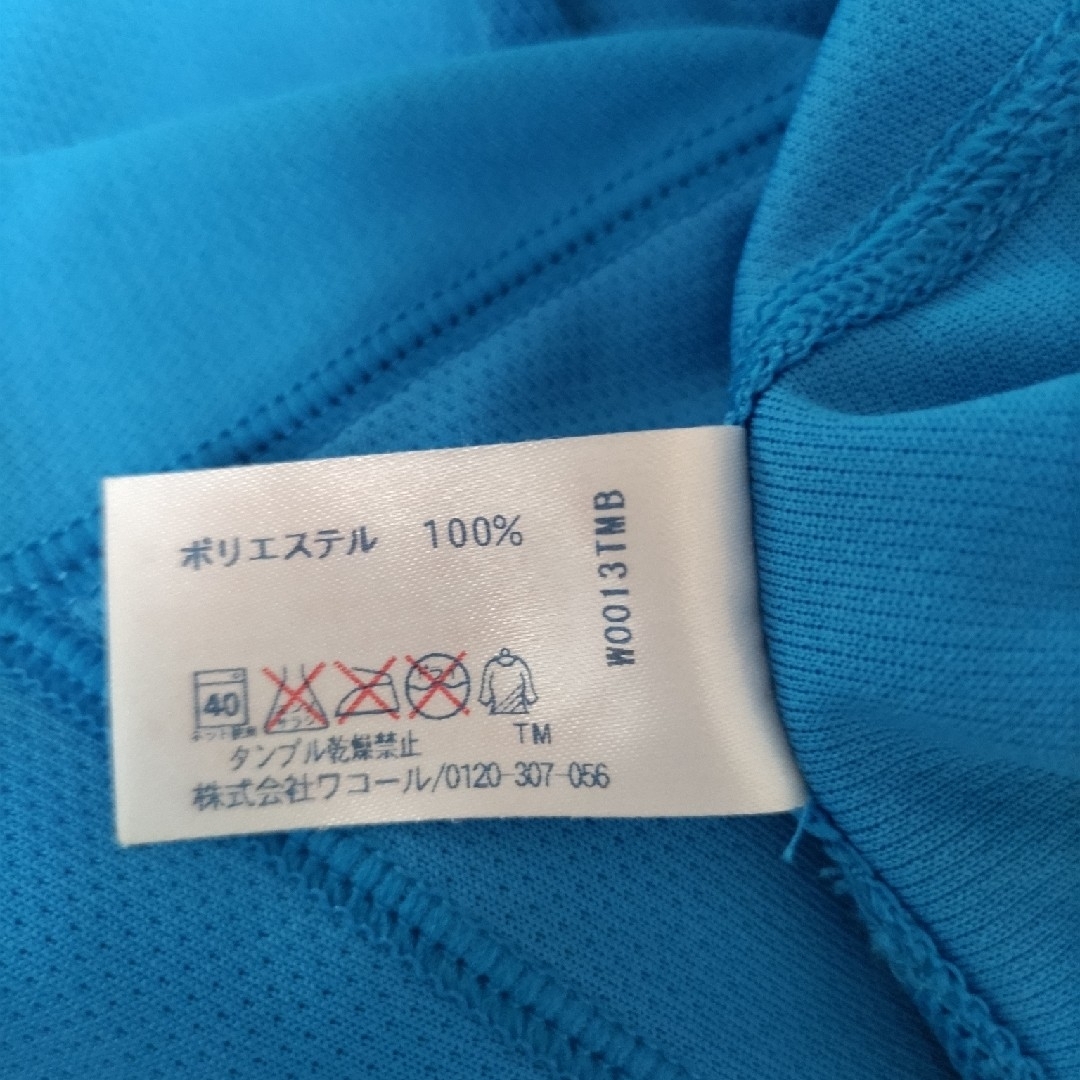 ポリエステル 100%
W0013TMB
40
ネット使用
TM
タンブル乾燥禁止
株式会社ワコール/0120-307-056